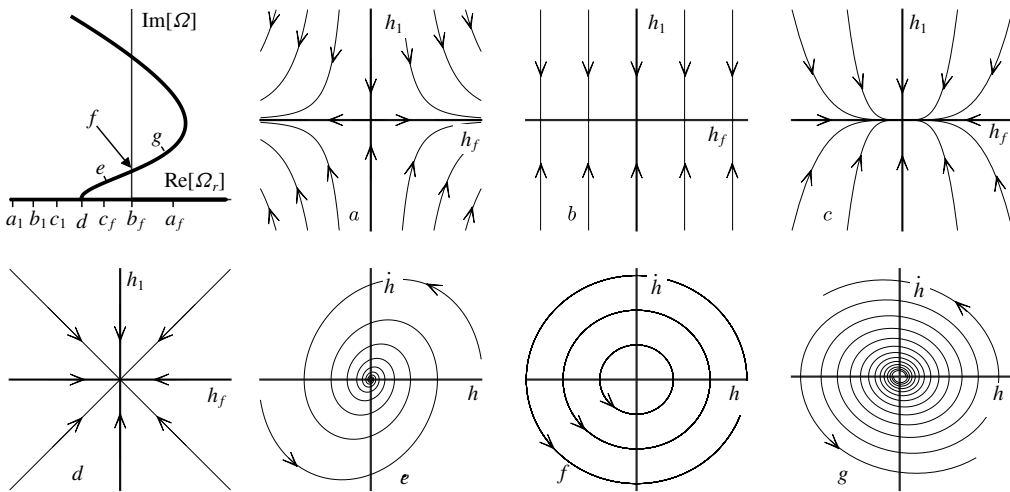 Im[Ω]
f
g
e
Re[Ω_r]
a_1 b_1 c_1 d c_f b_f a_f
h_1
h_f
a
h_1
h_f
b
h_1
h_f
c
h_1
h_f
d
ḣ
h
e
ḣ
h
f
ḣ
h
g